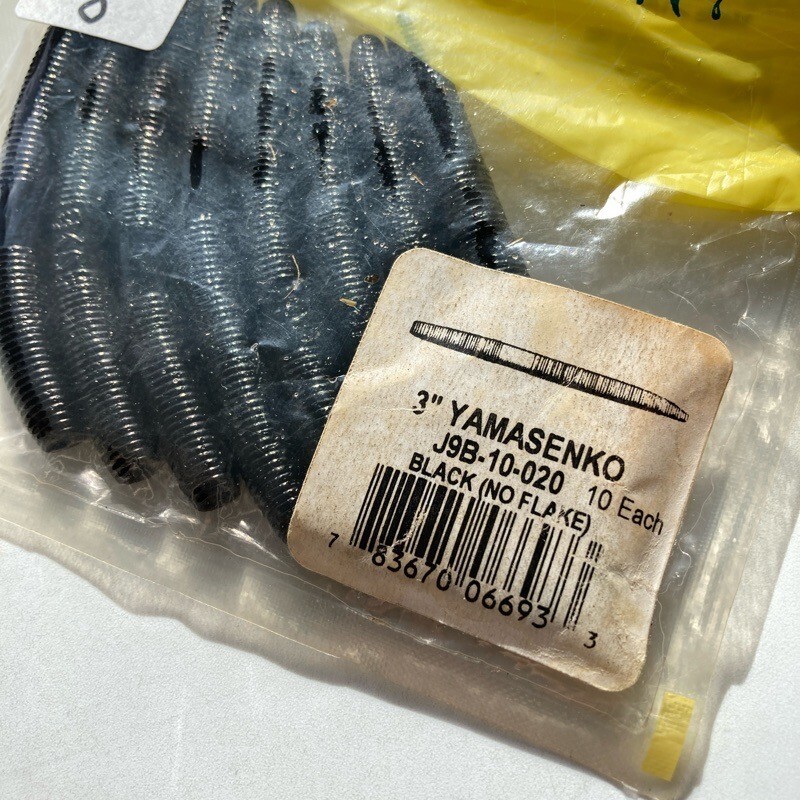 3" YAMASENKO
J9B-10-020 10 Each
BLACK (NO FLAKE)
7 83670 06693 3